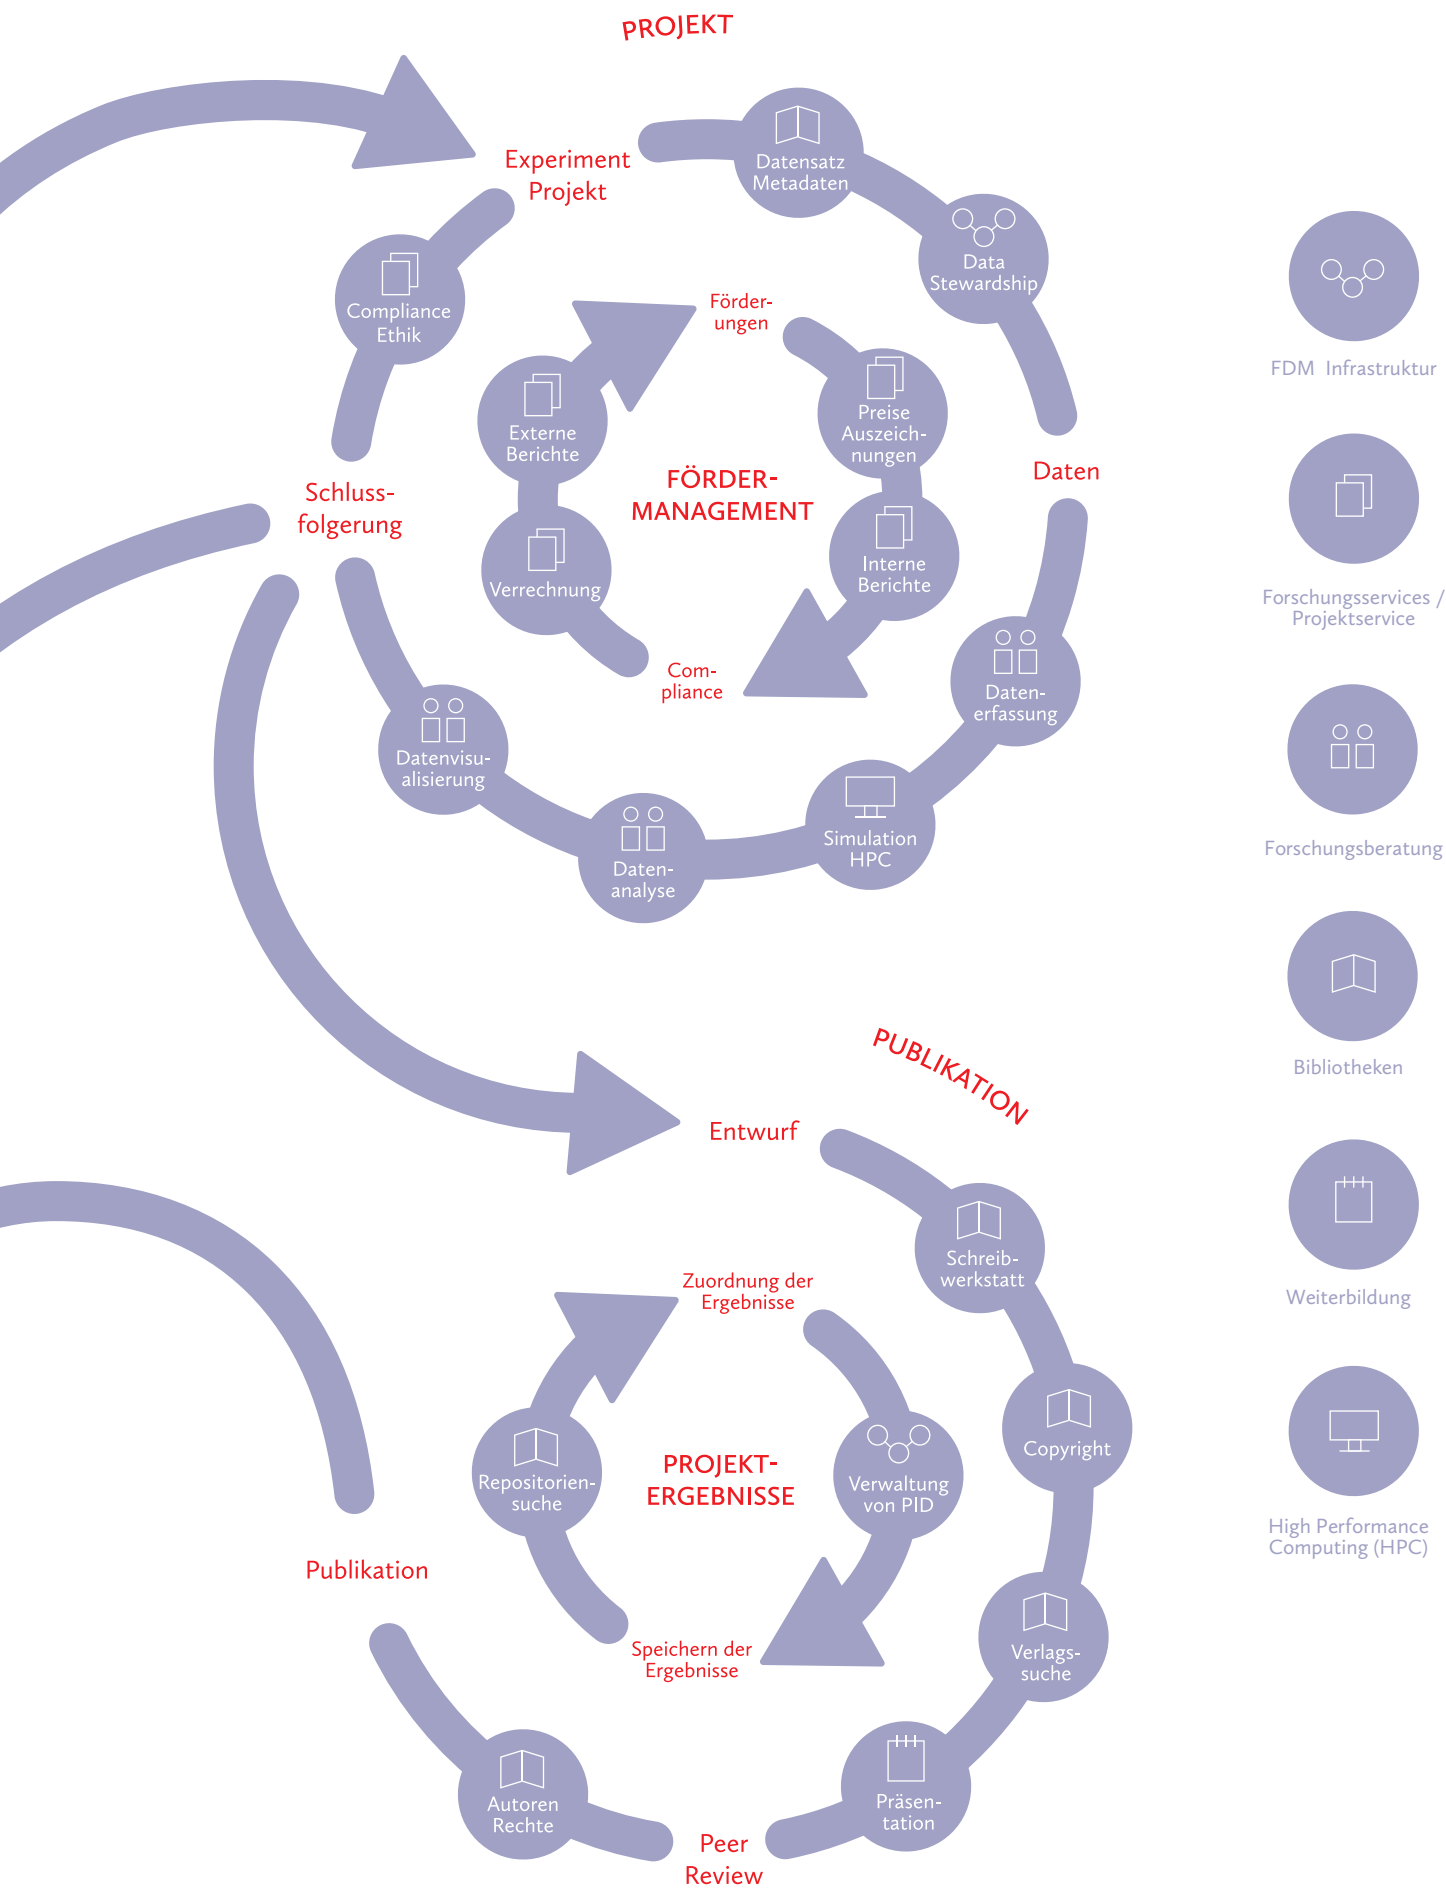 PROJEKT
Experiment
Projekt
Datensatz
Metadaten
Data
Stewardship
Compliance
Ethik
Förder-
ungen
Externe
Berichte
Preise
Auszeich-
nungen
FÖRDER-
MANAGEMENT
Daten
Schluss-
folgerung
Verrechnung
Interne
Berichte
Com-
pliance
Daten-
erfassung
Datenvisu-
alisierung
Simulation
HPC
Daten-
analyse
PUBLIKATION
Entwurf
Schreib-
werkstatt
Zuordnung der
Ergebnisse
Copyright
PROJEKT-
ERGEBNISSE
Repositorien-
suche
Verwaltung
von PID
Publikation
Speichern der
Ergebnisse
Verlags-
suche
Autoren
Rechte
Präsen-
tation
Peer
Review
FDM Infrastruktur
Forschungsservices /
Projektservice
Forschungsberatung
Bibliotheken
Weiterbildung
High Performance
Computing (HPC)